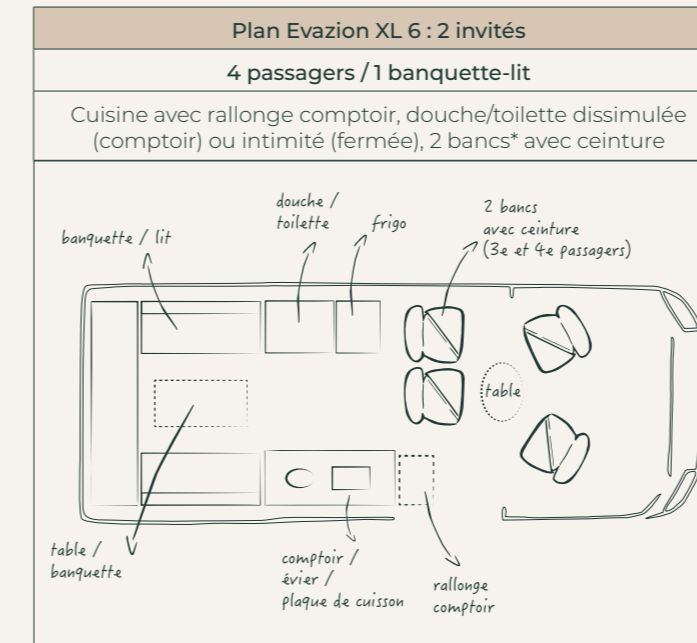 Plan Evazion XL 6 : 2 invités
4 passagers / 1 banquette-lit
Cuisine avec rallonge comptoir, douche/toilette dissimulée
(comptoir) ou intimité (fermée), 2 bancs* avec ceinture
banquette / lit
douche /
toilette
frigo
2 bancs
avec ceinture
(3e et 4e passagers)
table
table /
banquette
comptoir /
évier /
plaque de cuisson
rallonge
comptoir